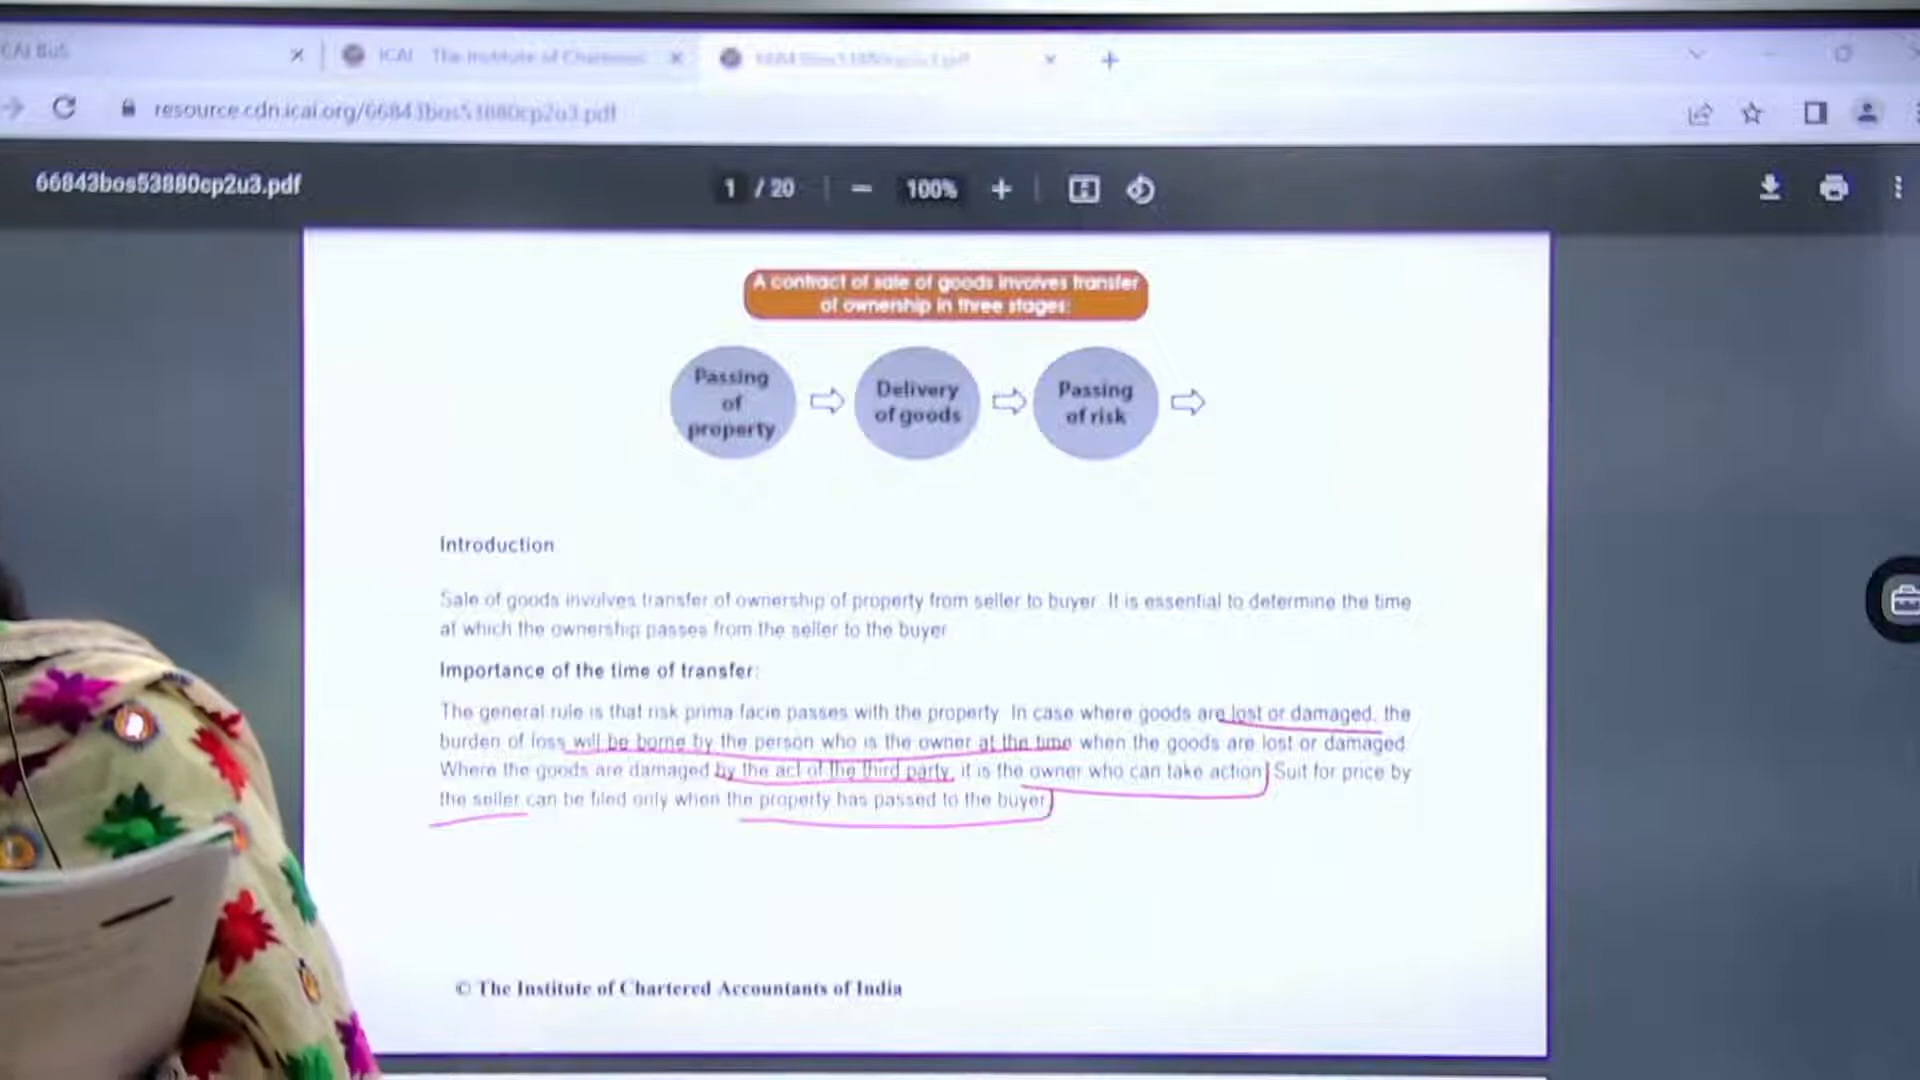 CAI BoS
ICAI The Institute of Chartered
resource.cdn.icai.org/66843bos53880cp2u3.pdf
66843bos53880cp2u3.pdf
1 / 20
100%
A contract of sale of goods involves transfer
of ownership in three stages:
Passing
of
property
Delivery
of goods
Passing
of risk
Introduction
Sale of goods involves transfer of ownership of property from seller to buyer. It is essential to determine the time
at which the ownership passes from the seller to the buyer
Importance of the time of transfer:
The general rule is that risk prima facie passes with the property. In case where goods are lost or damaged, the
burden of loss will be borne by the person who is the owner at the time when the goods are lost or damaged.
Where the goods are damaged by the act of the third party, it is the owner who can take action. Suit for price by
the seller can be filed only when the property has passed to the buyer.
© The Institute of Chartered Accountants of India